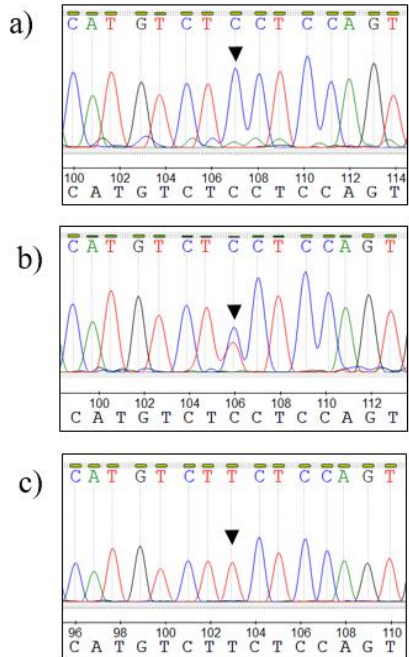 a)
C A T G T C T C C T C C A G T
100 102 104 106 108 110 112 114
C A T G T C T C C T C C A G T
b)
C A T G T C T C C T C C A G T
100 102 104 106 108 110 112
C A T G T C T C C T C C A G T
c)
C A T G T C T T C T C C A G T
96 98 100 102 104 106 108 110
C A T G T C T T C T C C A G T